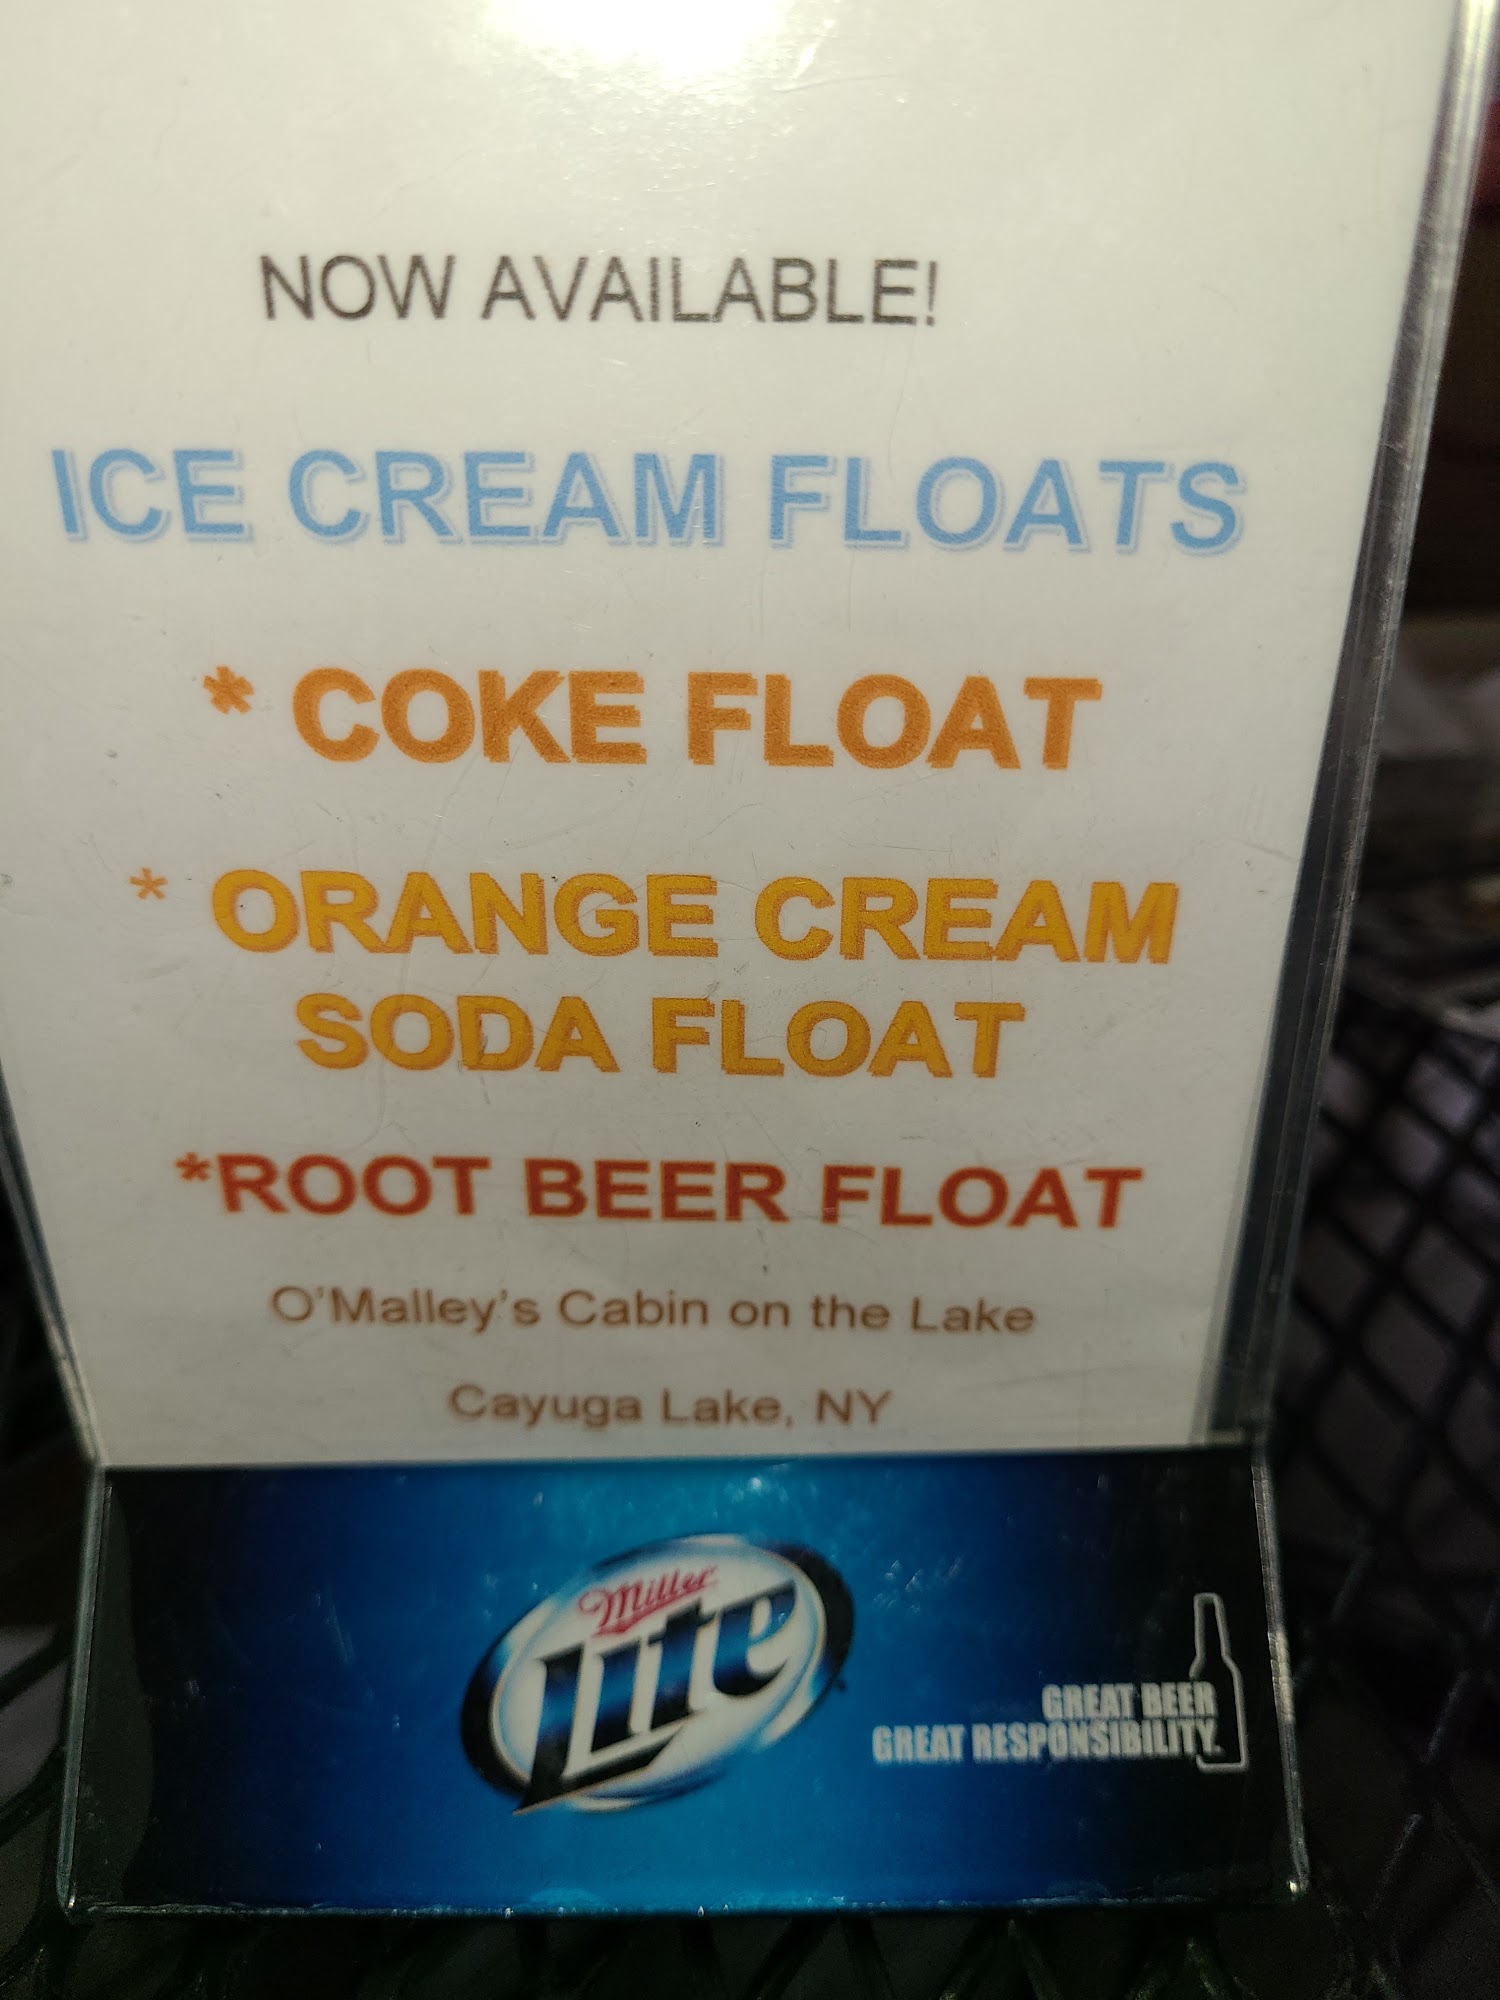 NOW AVAILABLE!
ICE CREAM FLOATS
* COKE FLOAT
* ORANGE CREAM
SODA FLOAT
*ROOT BEER FLOAT
O'Malley's Cabin on the Lake
Cayuga Lake, NY
Miller
Lite
GREAT BEER
GREAT RESPONSIBILITY.